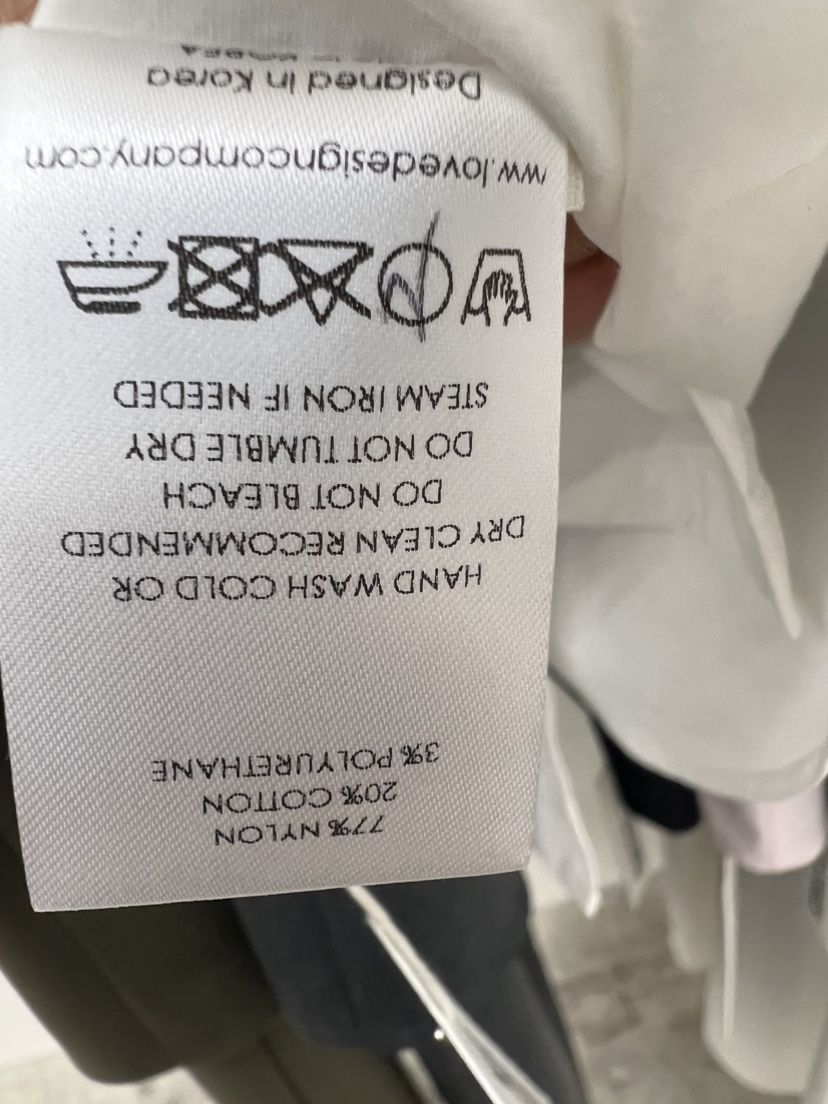 77% NYLON
20% COTTON
3% POLYURETHANE
HAND WASH COLD OR
DRY CLEAN RECOMMENDED
DO NOT BLEACH
DO NOT TUMBLE DRY
STEAM IRON IF NEEDED
ww.lovedesigncompany.com
Designed in Korea